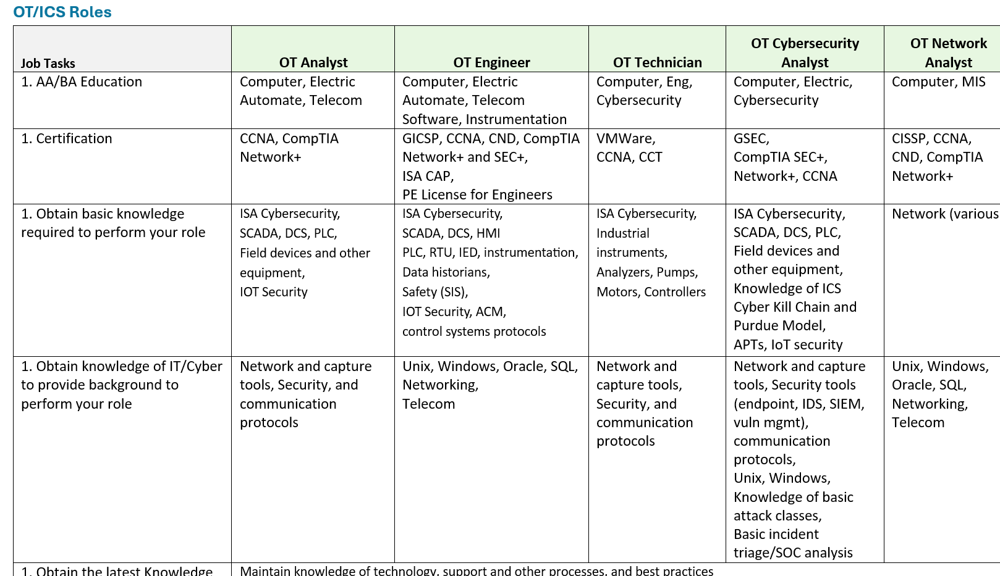 OT/ICS Roles
Job Tasks
OT Analyst
OT Engineer
OT Technician
OT Cybersecurity
Analyst
OT Network
Analyst
1. AA/BA Education
Computer, Electric
Automate, Telecom
Computer, Electric
Automate, Telecom
Software, Instrumentation
Computer, Eng,
Cybersecurity
Computer, Electric,
Cybersecurity
Computer, MIS
1. Certification
CCNA, CompTIA
Network+
GICSP, CCNA, CND, CompTIA
Network+ and SEC+,
ISA CAP,
PE License for Engineers
VMWare,
CCNA, CCT
GSEC,
CompTIA SEC+,
Network+, CCNA
CISSP, CCNA,
CND, CompTIA
Network+
1. Obtain basic knowledge
required to perform your role
ISA Cybersecurity,
SCADA, DCS, PLC,
Field devices and other
equipment,
IOT Security
ISA Cybersecurity,
SCADA, DCS, HMI
PLC, RTU, IED, instrumentation,
Data historians,
Safety (SIS),
IOT Security, ACM,
control systems protocols
ISA Cybersecurity,
Industrial
instruments,
Analyzers, Pumps,
Motors, Controllers
ISA Cybersecurity,
SCADA, DCS, PLC,
Field devices and
other equipment,
Knowledge of ICS
Cyber Kill Chain and
Purdue Model,
APTs, IoT security
Network (various
1. Obtain knowledge of IT/Cyber
to provide background to
perform your role
Network and capture
tools, Security, and
communication
protocols
Unix, Windows, Oracle, SQL,
Networking,
Telecom
Network and
capture tools,
Security, and
communication
protocols
Network and capture
tools, Security tools
(endpoint, IDS, SIEM,
vuln mgmt),
communication
protocols,
Unix, Windows,
Knowledge of basic
attack classes,
Basic incident
triage/SOC analysis
Unix, Windows,
Oracle, SQL,
Networking,
Telecom
1. Obtain the latest Knowledge
Maintain knowledge of technology, support and other processes, and best practices